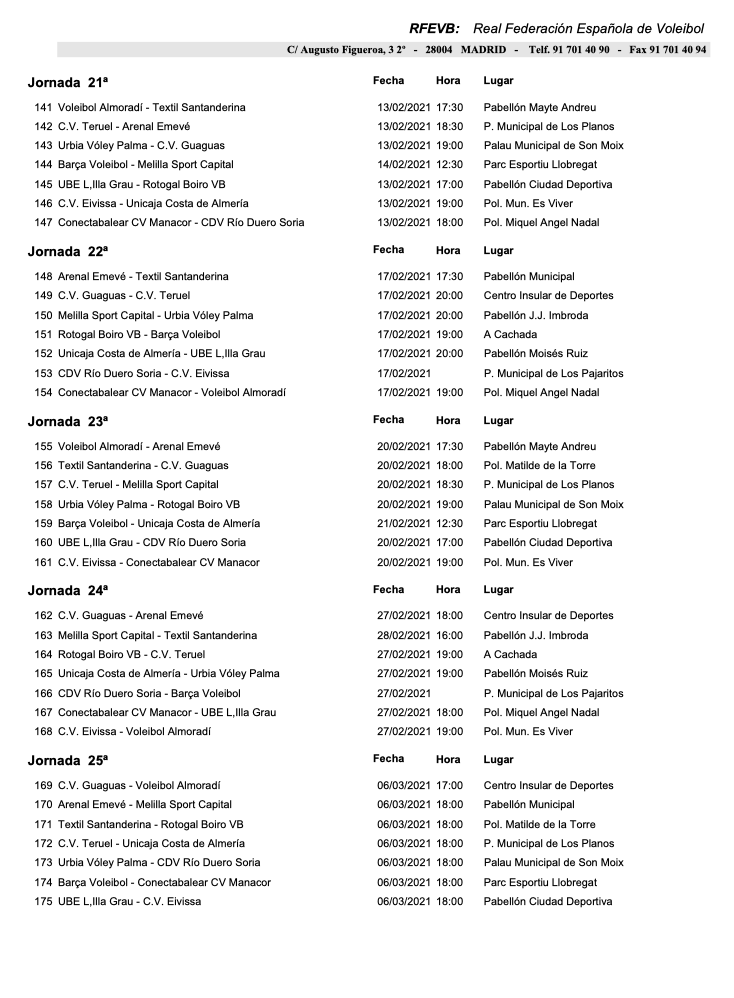 RFEVB: Real Federación Española de Voleibol
C/ Augusto Figueroa, 3 2º - 28004 MADRID - Telf. 91 701 40 90 - Fax 91 701 40 94
Jornada 21ª Fecha Hora Lugar
141 Voleibol Almoradí - Textil Santanderina 13/02/2021 17:30 Pabellón Mayte Andreu
142 C.V. Teruel - Arenal Emevé 13/02/2021 18:30 P. Municipal de Los Planos
143 Urbia Vóley Palma - C.V. Guaguas 13/02/2021 19:00 Palau Municipal de Son Moix
144 Barça Voleibol - Melilla Sport Capital 14/02/2021 12:30 Parc Esportiu Llobregat
145 UBE L,Illa Grau - Rotogal Boiro VB 13/02/2021 17:00 Pabellón Ciudad Deportiva
146 C.V. Eivissa - Unicaja Costa de Almería 13/02/2021 19:00 Pol. Mun. Es Viver
147 Conectabalear CV Manacor - CDV Río Duero Soria 13/02/2021 18:00 Pol. Miquel Angel Nadal
Jornada 22ª Fecha Hora Lugar
148 Arenal Emevé - Textil Santanderina 17/02/2021 17:30 Pabellón Municipal
149 C.V. Guaguas - C.V. Teruel 17/02/2021 20:00 Centro Insular de Deportes
150 Melilla Sport Capital - Urbia Vóley Palma 17/02/2021 20:00 Pabellón J.J. Imbroda
151 Rotogal Boiro VB - Barça Voleibol 17/02/2021 19:00 A Cachada
152 Unicaja Costa de Almería - UBE L,Illa Grau 17/02/2021 20:00 Pabellón Moisés Ruiz
153 CDV Río Duero Soria - C.V. Eivissa 17/02/2021 P. Municipal de Los Pajaritos
154 Conectabalear CV Manacor - Voleibol Almoradí 17/02/2021 19:00 Pol. Miquel Angel Nadal
Jornada 23ª Fecha Hora Lugar
155 Voleibol Almoradí - Arenal Emevé 20/02/2021 17:30 Pabellón Mayte Andreu
156 Textil Santanderina - C.V. Guaguas 20/02/2021 18:00 Pol. Matilde de la Torre
157 C.V. Teruel - Melilla Sport Capital 20/02/2021 18:30 P. Municipal de Los Planos
158 Urbia Vóley Palma - Rotogal Boiro VB 20/02/2021 19:00 Palau Municipal de Son Moix
159 Barça Voleibol - Unicaja Costa de Almería 21/02/2021 12:30 Parc Esportiu Llobregat
160 UBE L,Illa Grau - CDV Río Duero Soria 20/02/2021 17:00 Pabellón Ciudad Deportiva
161 C.V. Eivissa - Conectabalear CV Manacor 20/02/2021 19:00 Pol. Mun. Es Viver
Jornada 24ª Fecha Hora Lugar
162 C.V. Guaguas - Arenal Emevé 27/02/2021 18:00 Centro Insular de Deportes
163 Melilla Sport Capital - Textil Santanderina 28/02/2021 16:00 Pabellón J.J. Imbroda
164 Rotogal Boiro VB - C.V. Teruel 27/02/2021 19:00 A Cachada
165 Unicaja Costa de Almería - Urbia Vóley Palma 27/02/2021 19:00 Pabellón Moisés Ruiz
166 CDV Río Duero Soria - Barça Voleibol 27/02/2021 P. Municipal de Los Pajaritos
167 Conectabalear CV Manacor - UBE L,Illa Grau 27/02/2021 18:00 Pol. Miquel Angel Nadal
168 C.V. Eivissa - Voleibol Almoradí 27/02/2021 19:00 Pol. Mun. Es Viver
Jornada 25ª Fecha Hora Lugar
169 C.V. Guaguas - Voleibol Almoradí 06/03/2021 17:00 Centro Insular de Deportes
170 Arenal Emevé - Melilla Sport Capital 06/03/2021 18:00 Pabellón Municipal
171 Textil Santanderina - Rotogal Boiro VB 06/03/2021 18:00 Pol. Matilde de la Torre
172 C.V. Teruel - Unicaja Costa de Almería 06/03/2021 18:00 P. Municipal de Los Planos
173 Urbia Vóley Palma - CDV Río Duero Soria 06/03/2021 18:00 Palau Municipal de Son Moix
174 Barça Voleibol - Conectabalear CV Manacor 06/03/2021 18:00 Parc Esportiu Llobregat
175 UBE L,Illa Grau - C.V. Eivissa 06/03/2021 18:00 Pabellón Ciudad Deportiva